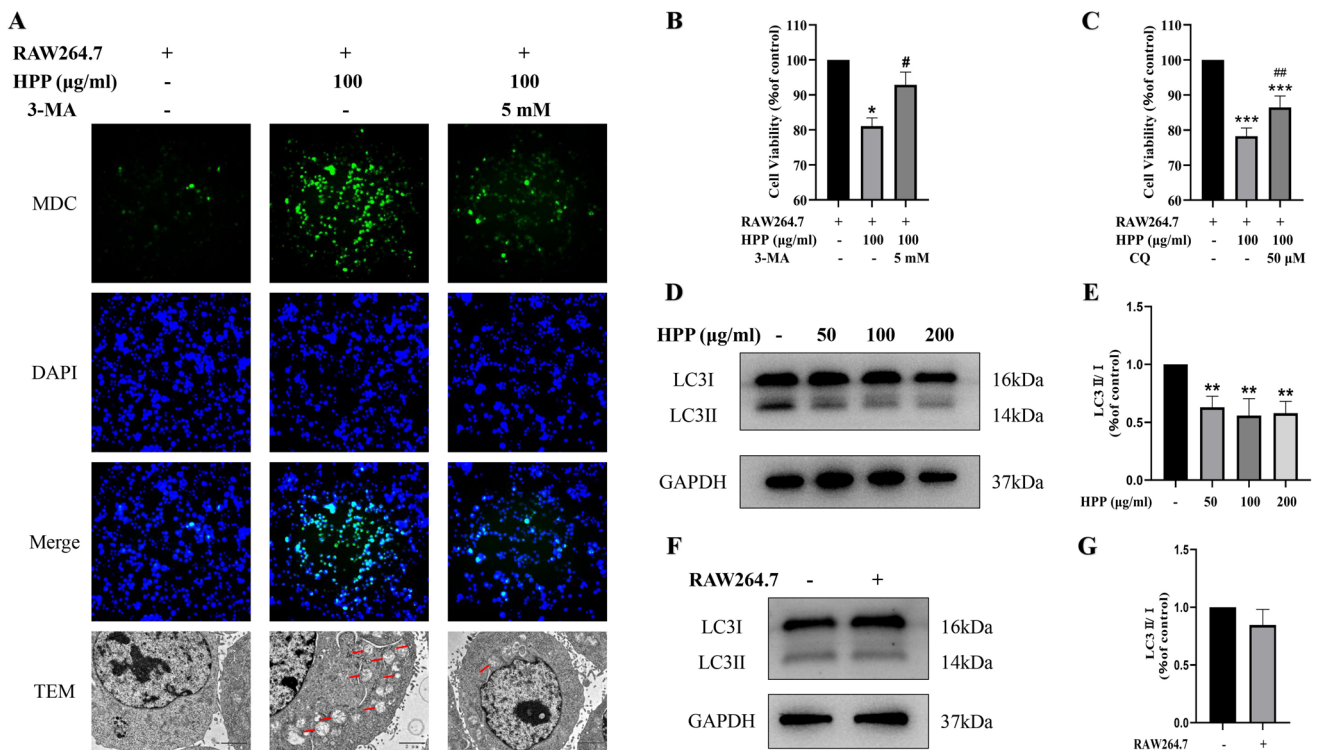 A
RAW264.7 + + +
HPP (μg/ml) - 100 100
3-MA - - 5 mM
MDC
DAPI
Merge
TEM
B
Cell Viability (%of control)
100
90
80
70
60
*
#
RAW264.7 + + +
HPP (μg/ml) - 100 100
3-MA - - 5 mM
C
Cell Viability (%of control)
100
90
80
70
60
***
##
***
RAW264.7 + + +
HPP (μg/ml) - 100 100
CQ - - 50 μM
D
HPP (μg/ml) - 50 100 200
LC3I 16kDa
LC3II 14kDa
GAPDH 37kDa
E
LC3 II/ I
(%of control)
1.5
1.0
0.5
0.0
** ** **
HPP (μg/ml) - 50 100 200
F
RAW264.7 - +
LC3I 16kDa
LC3II 14kDa
GAPDH 37kDa
G
LC3 II/ I
(%of control)
1.5
1.0
0.5
0.0
RAW264.7 - +